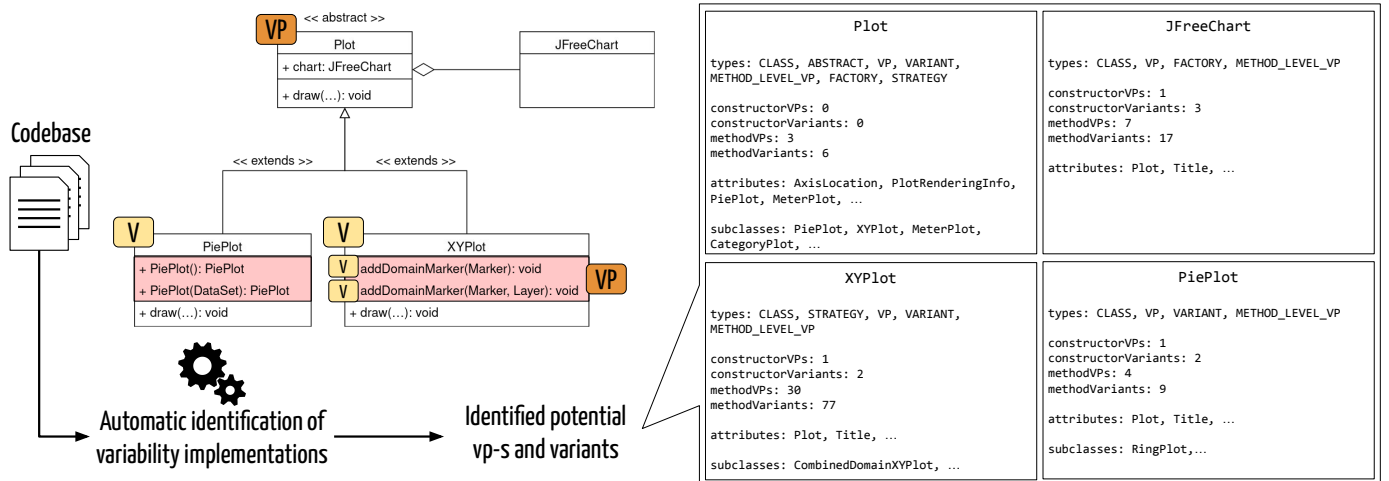 << abstract >>
VP
Plot
+ chart: JFreeChart
+ draw(…): void
JFreeChart
Codebase
<< extends >>
<< extends >>
V
PiePlot
+ PiePlot(): PiePlot
+ PiePlot(DataSet): PiePlot
+ draw(…): void
V
XYPlot
V addDomainMarker(Marker): void
V addDomainMarker(Marker, Layer): void
VP
+ draw(…): void
Automatic identification of
variability implementations
Identified potential
vp-s and variants
Plot
types: CLASS, ABSTRACT, VP, VARIANT,
METHOD_LEVEL_VP, FACTORY, STRATEGY
constructorVPs: 0
constructorVariants: 0
methodVPs: 3
methodVariants: 6
attributes: AxisLocation, PlotRenderingInfo,
PiePlot, MeterPlot, …
subclasses: PiePlot, XYPlot, MeterPlot,
CategoryPlot, …
JFreeChart
types: CLASS, VP, FACTORY, METHOD_LEVEL_VP
constructorVPs: 1
constructorVariants: 3
methodVPs: 7
methodVariants: 17
attributes: Plot, Title, …
XYPlot
types: CLASS, STRATEGY, VP, VARIANT,
METHOD_LEVEL_VP
constructorVPs: 1
constructorVariants: 2
methodVPs: 30
methodVariants: 77
attributes: Plot, Title, …
subclasses: CombinedDomainXYPlot, …
PiePlot
types: CLASS, VP, VARIANT, METHOD_LEVEL_VP
constructorVPs: 1
constructorVariants: 2
methodVPs: 4
methodVariants: 9
attributes: Plot, Title, …
subclasses: RingPlot,…